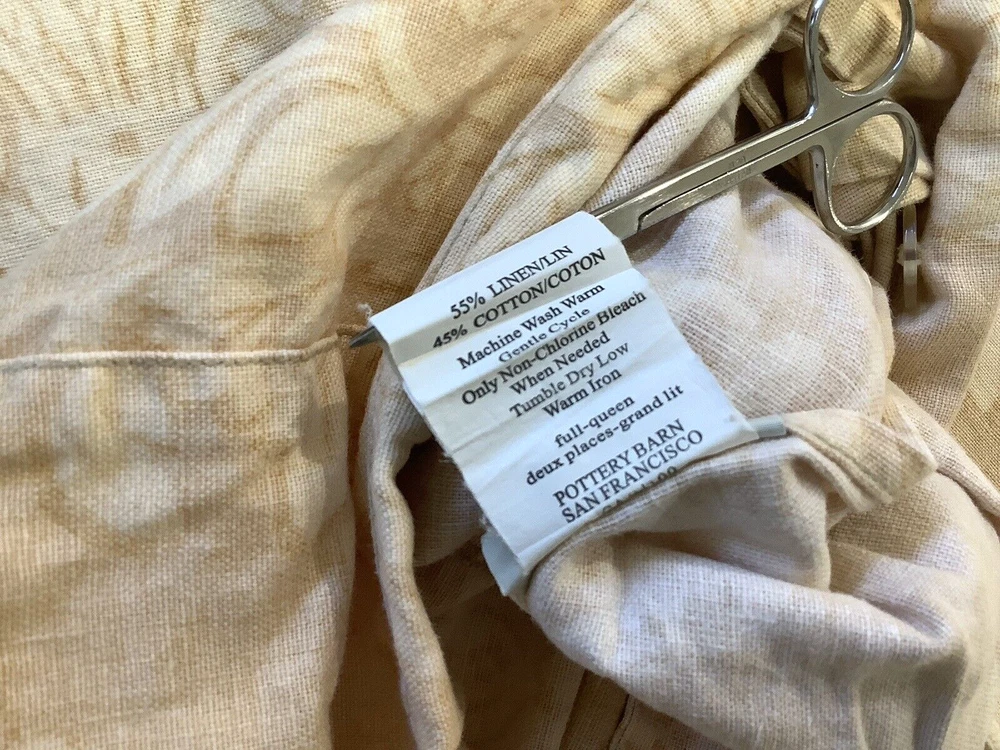 55% LINEN/LIN
45% COTTON/COTON
Machine Wash Warm
Gentle Cycle
Only Non-Chlorine Bleach
When Needed
Tumble Dry Low
Warm Iron
full-queen
deux places-grand lit
POTTERY BARN
SAN FRANCISCO